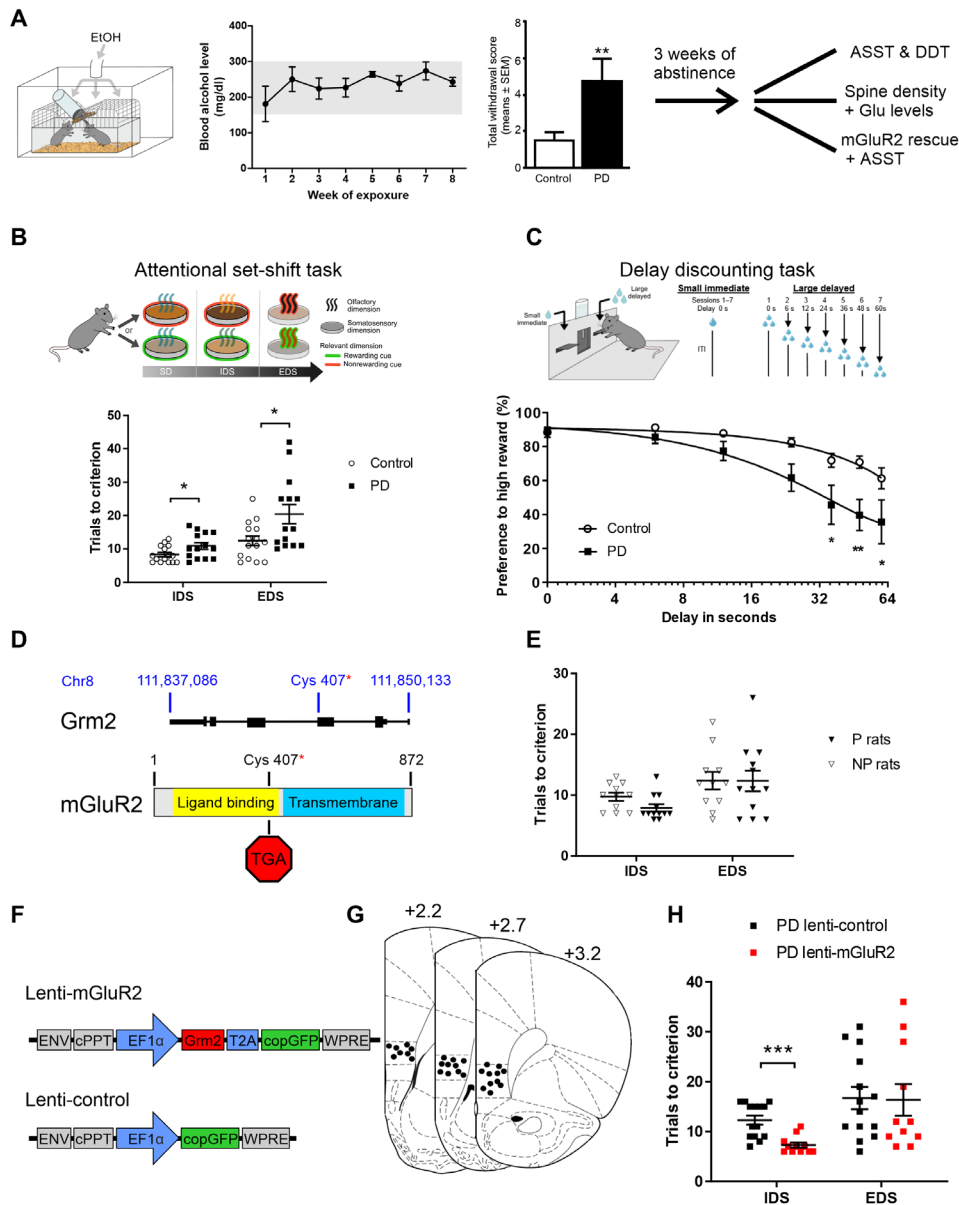 A
EtOH
Blood alcohol level
(mg/dl)
400
300
200
100
0
1 2 3 4 5 6 7 8
Week of expoxure
Total withdrawal score
(means ± SEM)
8
6
4
2
0
**
Control PD
3 weeks of
abstinence
ASST & DDT
Spine density
+ Glu levels
mGluR2 rescue
+ ASST
B
Attentional set-shift task
or
SD IDS EDS
Olfactory
dimension
Somatosensory
dimension
Relevant dimension
Rewarding cue
Nonrewarding cue
Trials to criterion
50
40
30
20
10
0
*
*
Control
PD
IDS EDS
C
Delay discounting task
Small
immediate
Large
delayed
Small immediate
Sessions 1–7
Delay 0 s
ITI
Large delayed
1 2 3 4 5 6 7
0s 6s 12s 24s 36s 48s 60s
Preference to high reward (%)
100
80
60
40
20
0
Control
PD
*
**
*
0 4 8 16 32 64
Delay in seconds
D
Chr8
111,837,086
Cys 407*
111,850,133
Grm2
1
Cys 407*
872
mGluR2
Ligand binding
Transmembrane
TGA
E
Trials to criterion
30
20
10
0
P rats
NP rats
IDS EDS
F
Lenti-mGluR2
ENV cPPT EF1α Grm2 T2A copGFP WPRE
Lenti-control
ENV cPPT EF1α copGFP WPRE
G
+2.2
+2.7
+3.2
H
PD lenti-control
PD lenti-mGluR2
Trials to criterion
40
30
20
10
0
***
IDS EDS